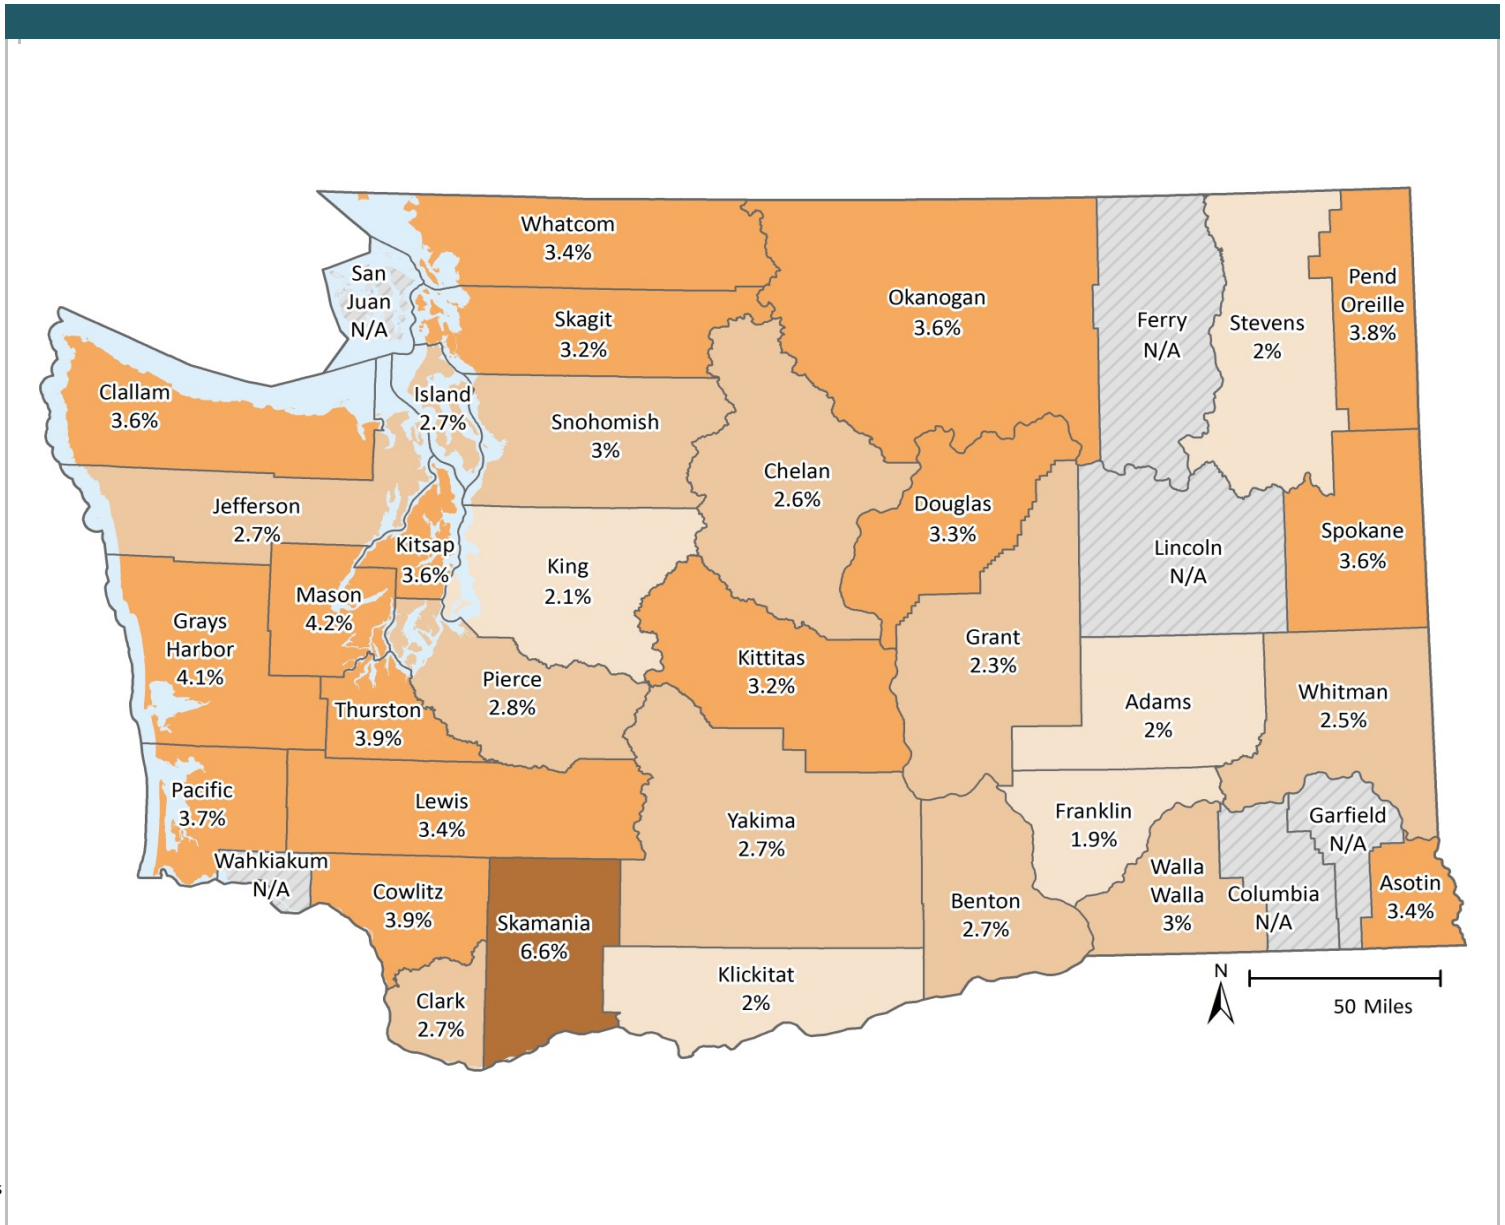 Whatcom
3.4%
San
Juan
N/A
Skagit
3.2%
Okanogan
3.6%
Ferry
N/A
Stevens
2%
Pend
Oreille
3.8%
Clallam
3.6%
Island
2.7%
Snohomish
3%
Chelan
2.6%
Douglas
3.3%
Lincoln
N/A
Spokane
3.6%
Jefferson
2.7%
Kitsap
3.6%
King
2.1%
Mason
4.2%
Grays
Harbor
4.1%
Kittitas
3.2%
Grant
2.3%
Pierce
2.8%
Thurston
3.9%
Adams
2%
Whitman
2.5%
Pacific
3.7%
Lewis
3.4%
Yakima
2.7%
Franklin
1.9%
Garfield
N/A
Wahkiakum
N/A
Cowlitz
3.9%
Skamania
6.6%
Benton
2.7%
Walla
Walla
3%
Columbia
N/A
Asotin
3.4%
Clark
2.7%
Klickitat
2%
N
50 Miles